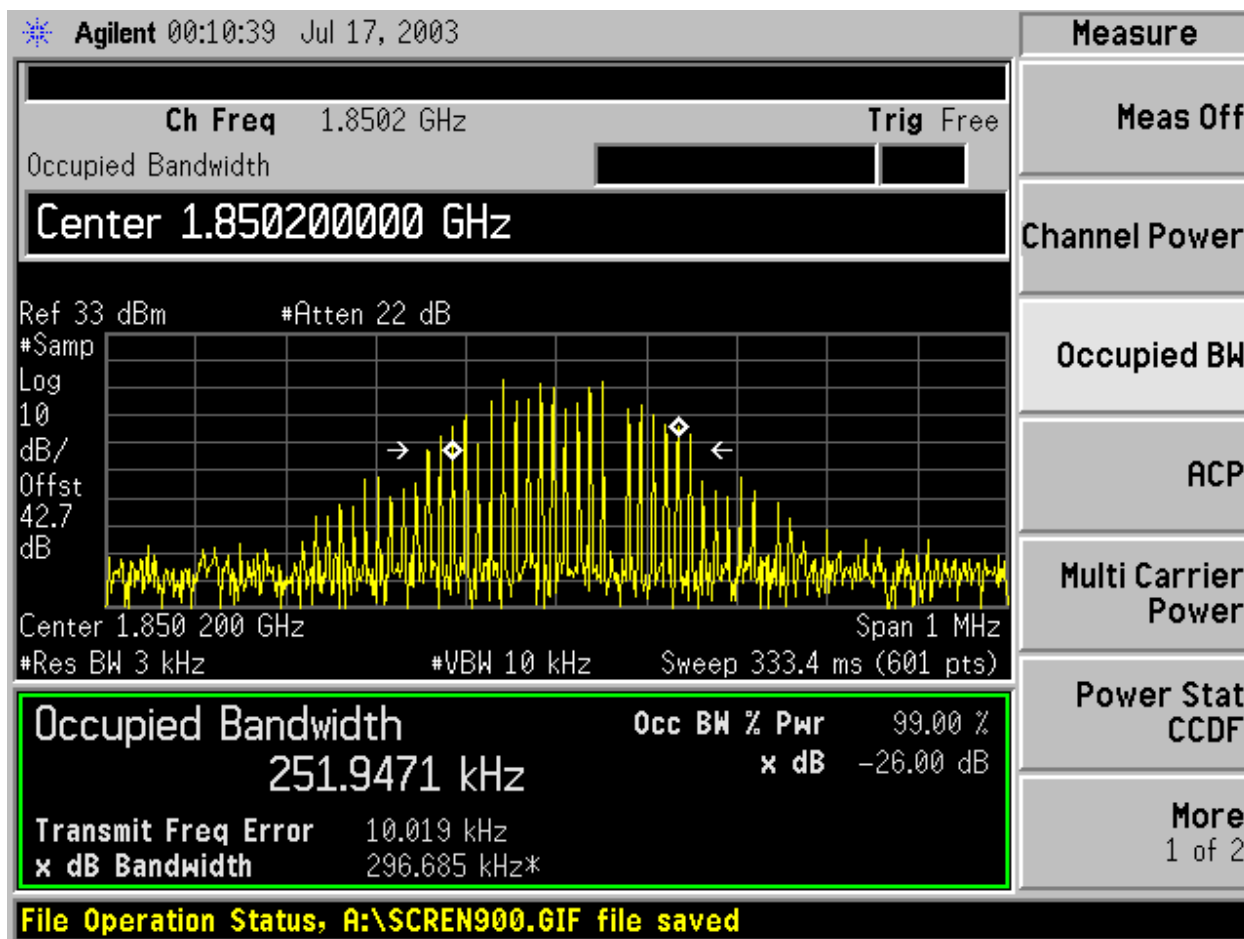 Agilent 00:10:39 Jul 17, 2003
Measure
Ch Freq 1.8502 GHz Trig Free
Occupied Bandwidth
Center 1.850200000 GHz
Ref 33 dBm #Atten 22 dB
#Samp
Log
10
dB/
Offst
42.7
dB
Center 1.850 200 GHz Span 1 MHz
#Res BW 3 kHz #VBW 10 kHz Sweep 333.4 ms (601 pts)
Occupied Bandwidth
251.9471 kHz
Occ BW % Pwr 99.00 %
x dB -26.00 dB
Transmit Freq Error 10.019 kHz
x dB Bandwidth 296.685 kHz*
File Operation Status, A:\SCREN900.GIF file saved
Meas Off
Channel Power
Occupied BW
ACP
Multi Carrier
Power
Power Stat
CCDF
More
1 of 2